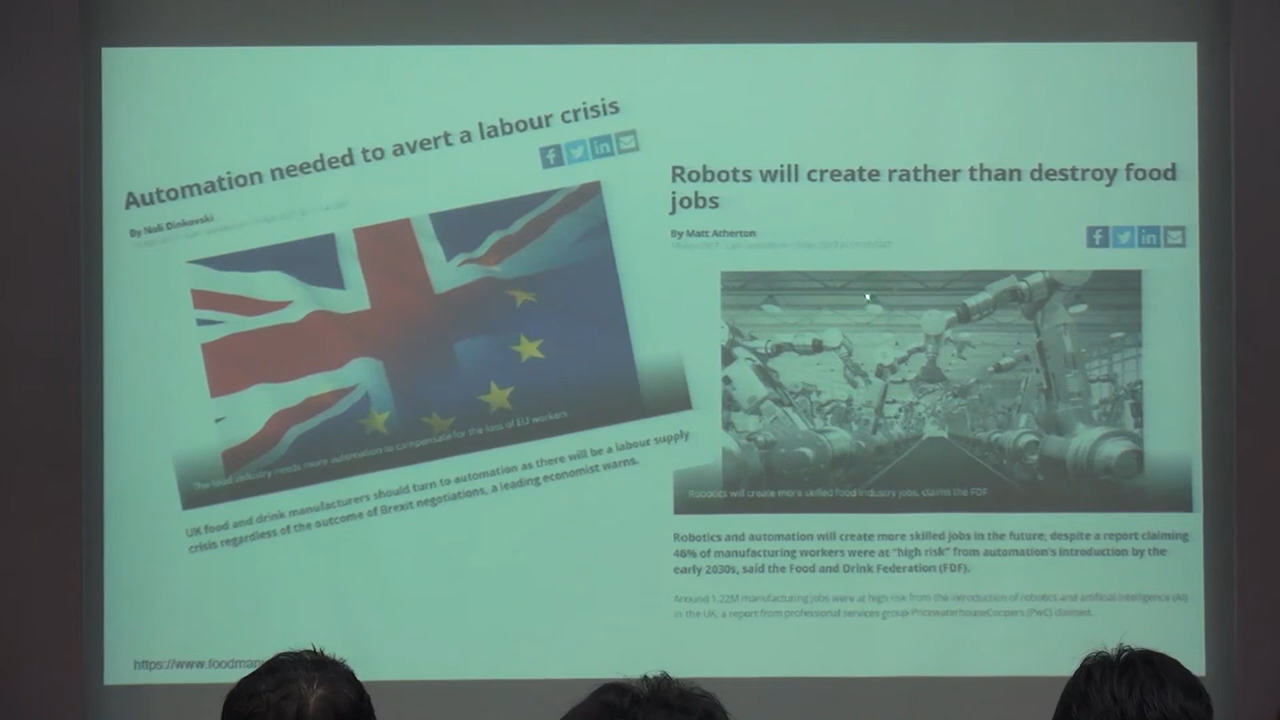 Automation needed to avert a labour crisis
By Noli Dinkovski
The food industry needs more automation to compensate for the loss of EU workers
UK food and drink manufacturers should turn to automation as there will be a labour supply
crisis regardless of the outcome of Brexit negotiations, a leading economist warns.
https://www.foodman
Robots will create rather than destroy food
jobs
By Matt Atherton
Robotics will create more skilled food industry jobs, claims the FDF
Robotics and automation will create more skilled jobs in the future; despite a report claiming
46% of manufacturing workers were at "high risk" from automation's introduction by the
early 2030s, said the Food and Drink Federation (FDF).
Around 1.22M manufacturing jobs were at high risk from the introduction of robotics and artificial intelligence (AI)
in the UK, a report from professional services group PricewaterhouseCoopers (PwC) claimed.